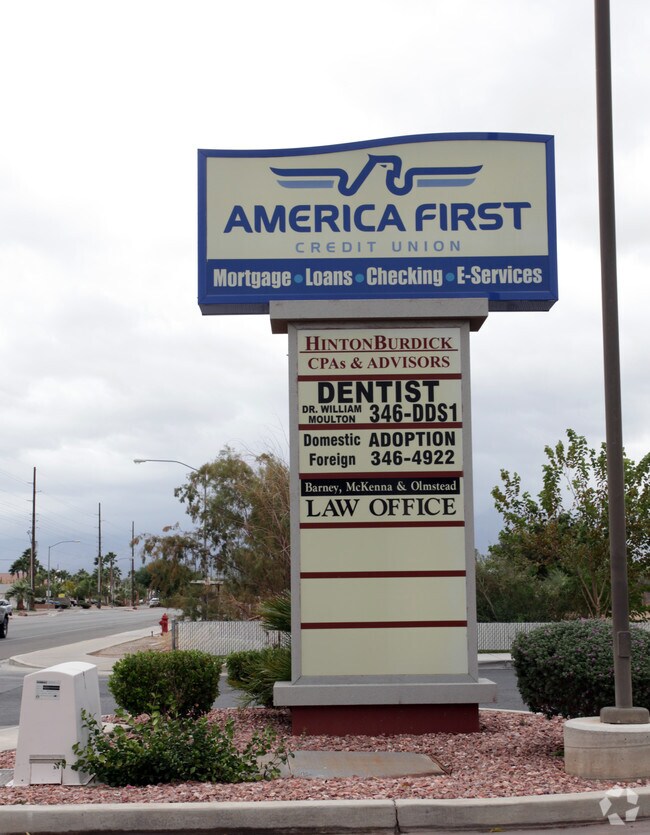 AMERICA FIRST
CREDIT UNION
Mortgage • Loans • Checking • E-Services
HINTONBURDICK
CPAs & ADVISORS
DENTIST
DR. WILLIAM MOULTON 346-DDS1
Domestic ADOPTION
Foreign 346-4922
Barney, McKenna & Olmstead
LAW OFFICE